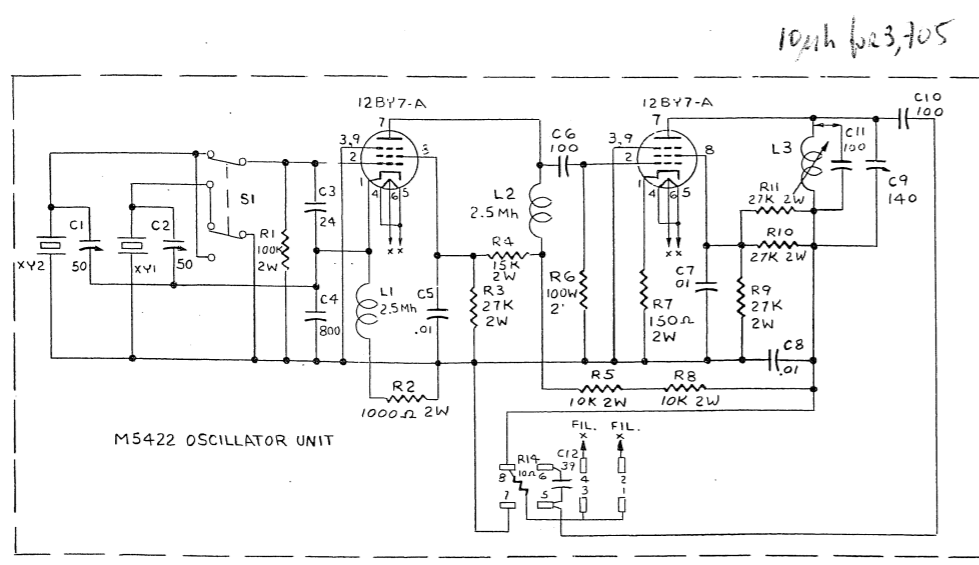 10μh for 3,705
12BY7-A
12BY7-A
C10
100
7
7
3,9
2
1
8
4
6
5
C6
100
3,9
2
1
8
4
6
5
L3
C11
100
C9
140
S1
C3
24
L2
2.5Mh
R11
27K 2W
R10
27K 2W
XY2
C1
50
XY1
C2
50
R1
100K
2W
x x
R4
15K
2W
x x
L1
2.5Mh
C5
.01
R3
27K
2W
R6
100W
2'
R7
150Ω
2W
C7
01
R9
27K
2W
C4
800
C8
.01
R2
1000Ω 2W
R5
10K 2W
R8
10K 2W
M5422 OSCILLATOR UNIT
FIL.
x
FIL.
x
8
R14
10Ω
6
C12
39
4
2
7
5
3
1